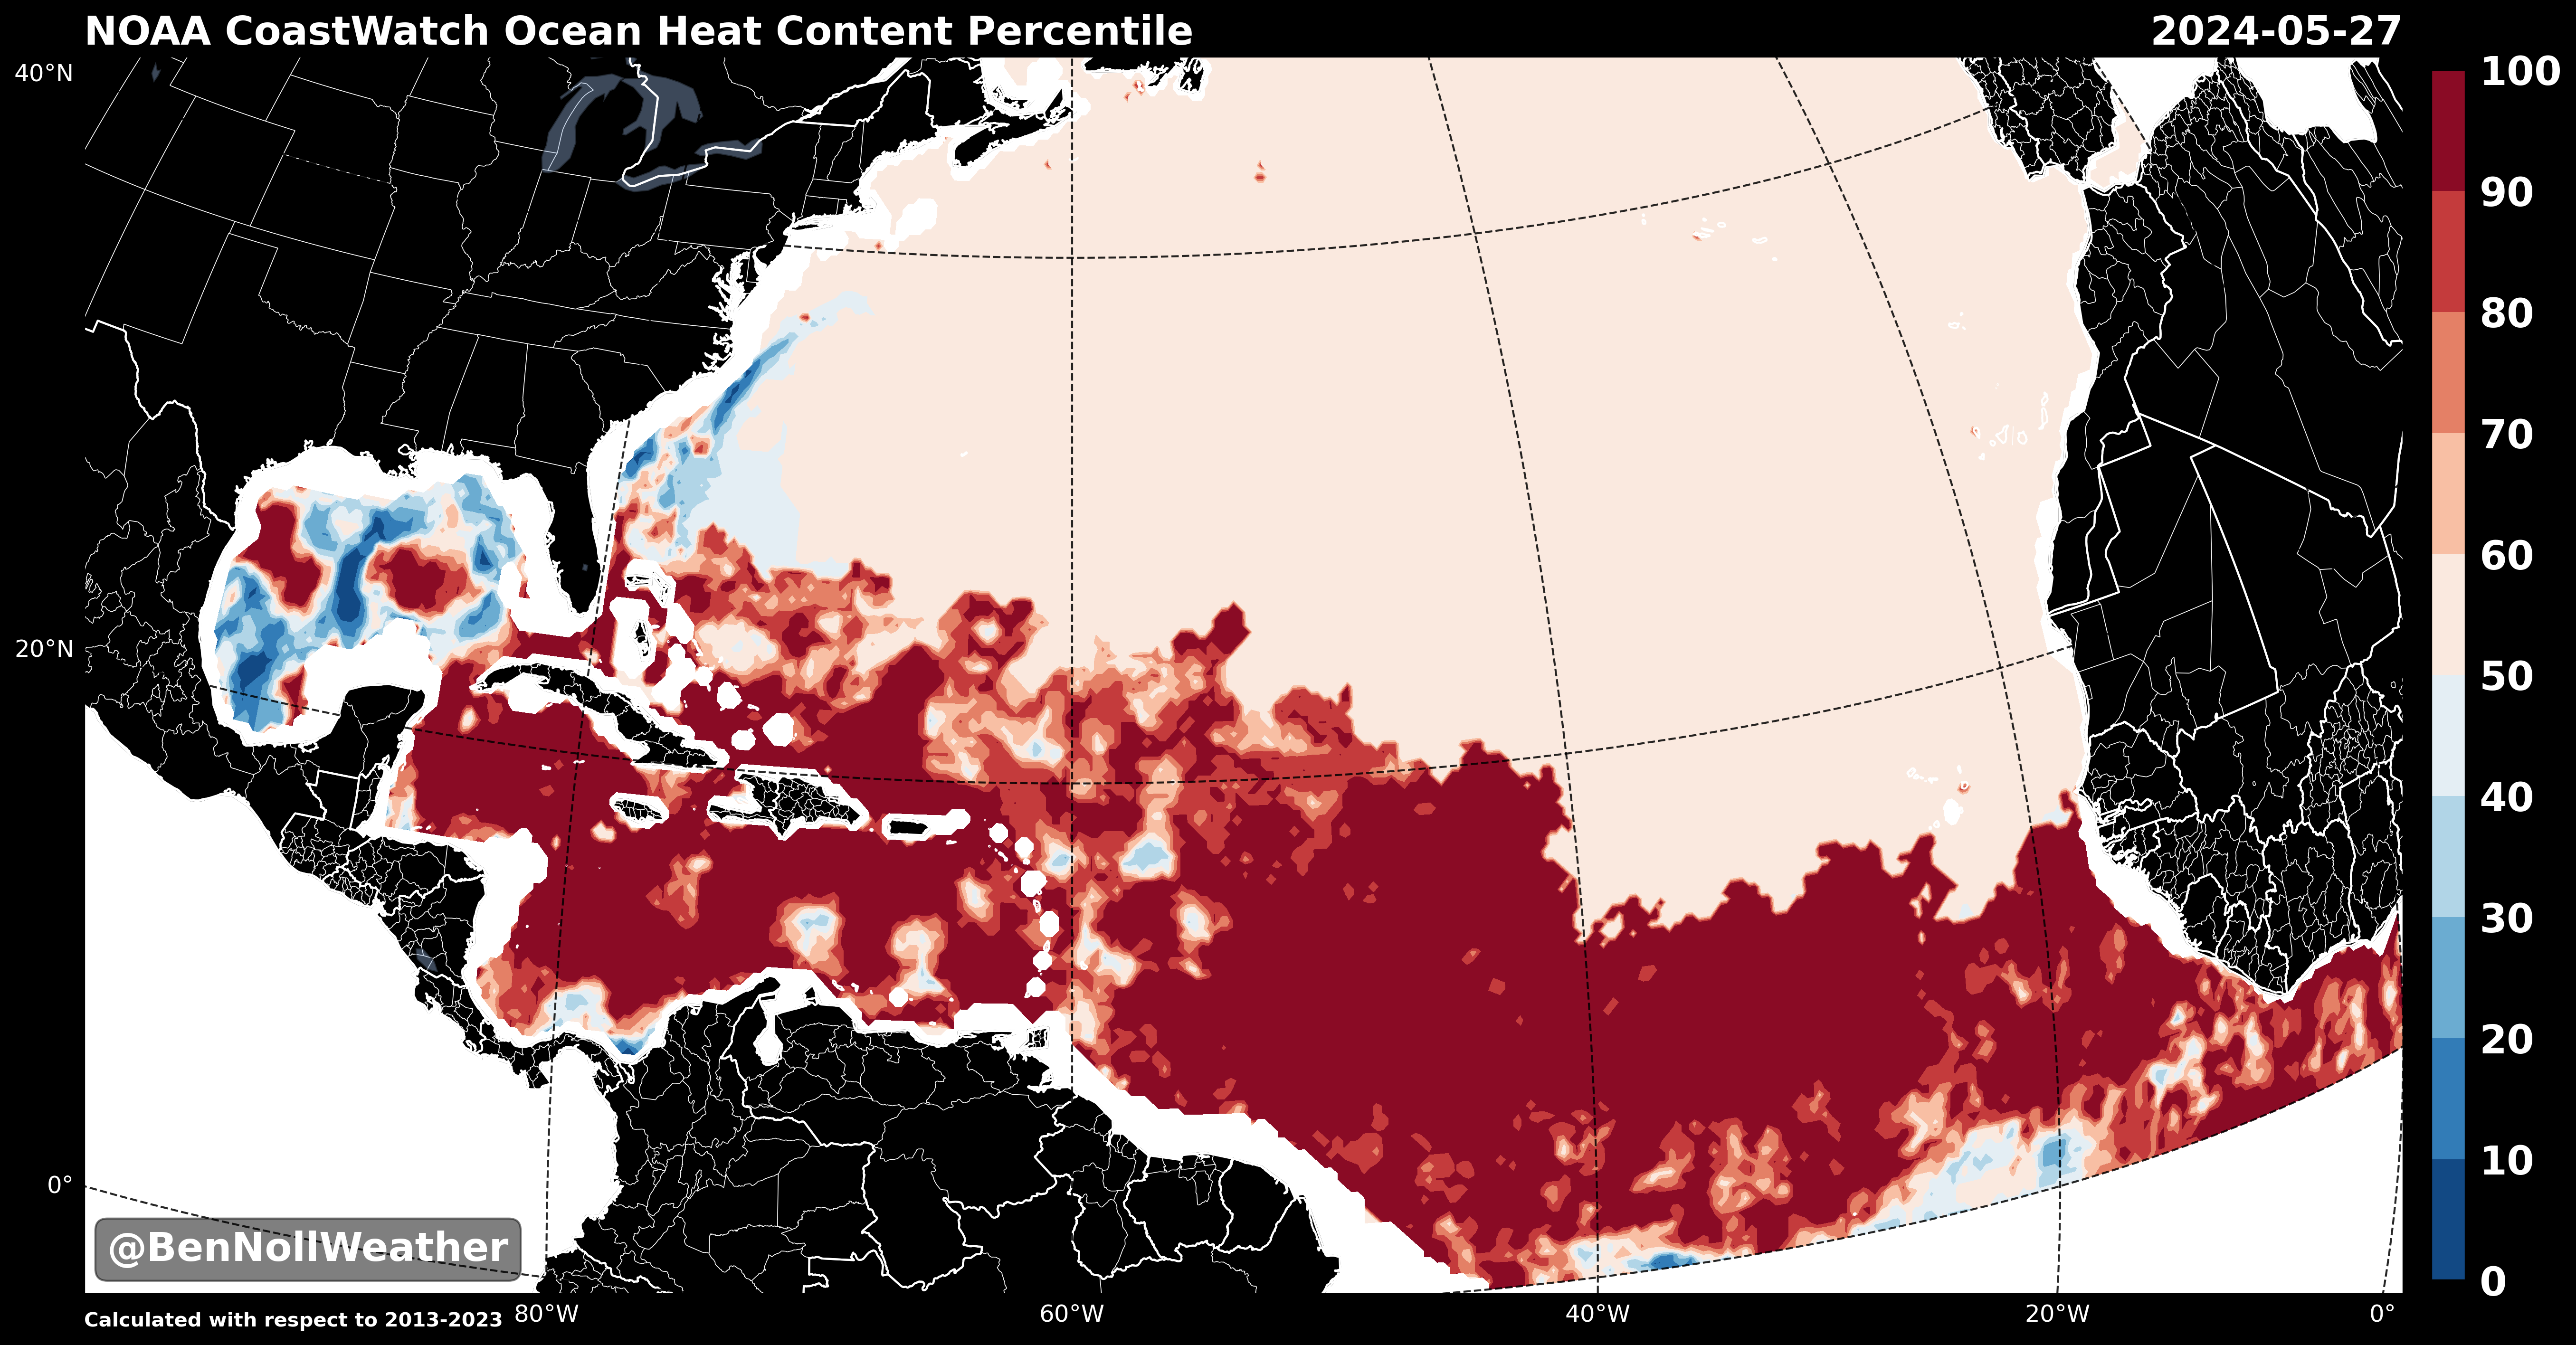 NOAA CoastWatch Ocean Heat Content Percentile 2024-05-27
40°N
20°N
0°
100
90
80
70
60
50
40
30
20
10
0
@BenNollWeather
Calculated with respect to 2013-2023
80°W 60°W 40°W 20°W 0°